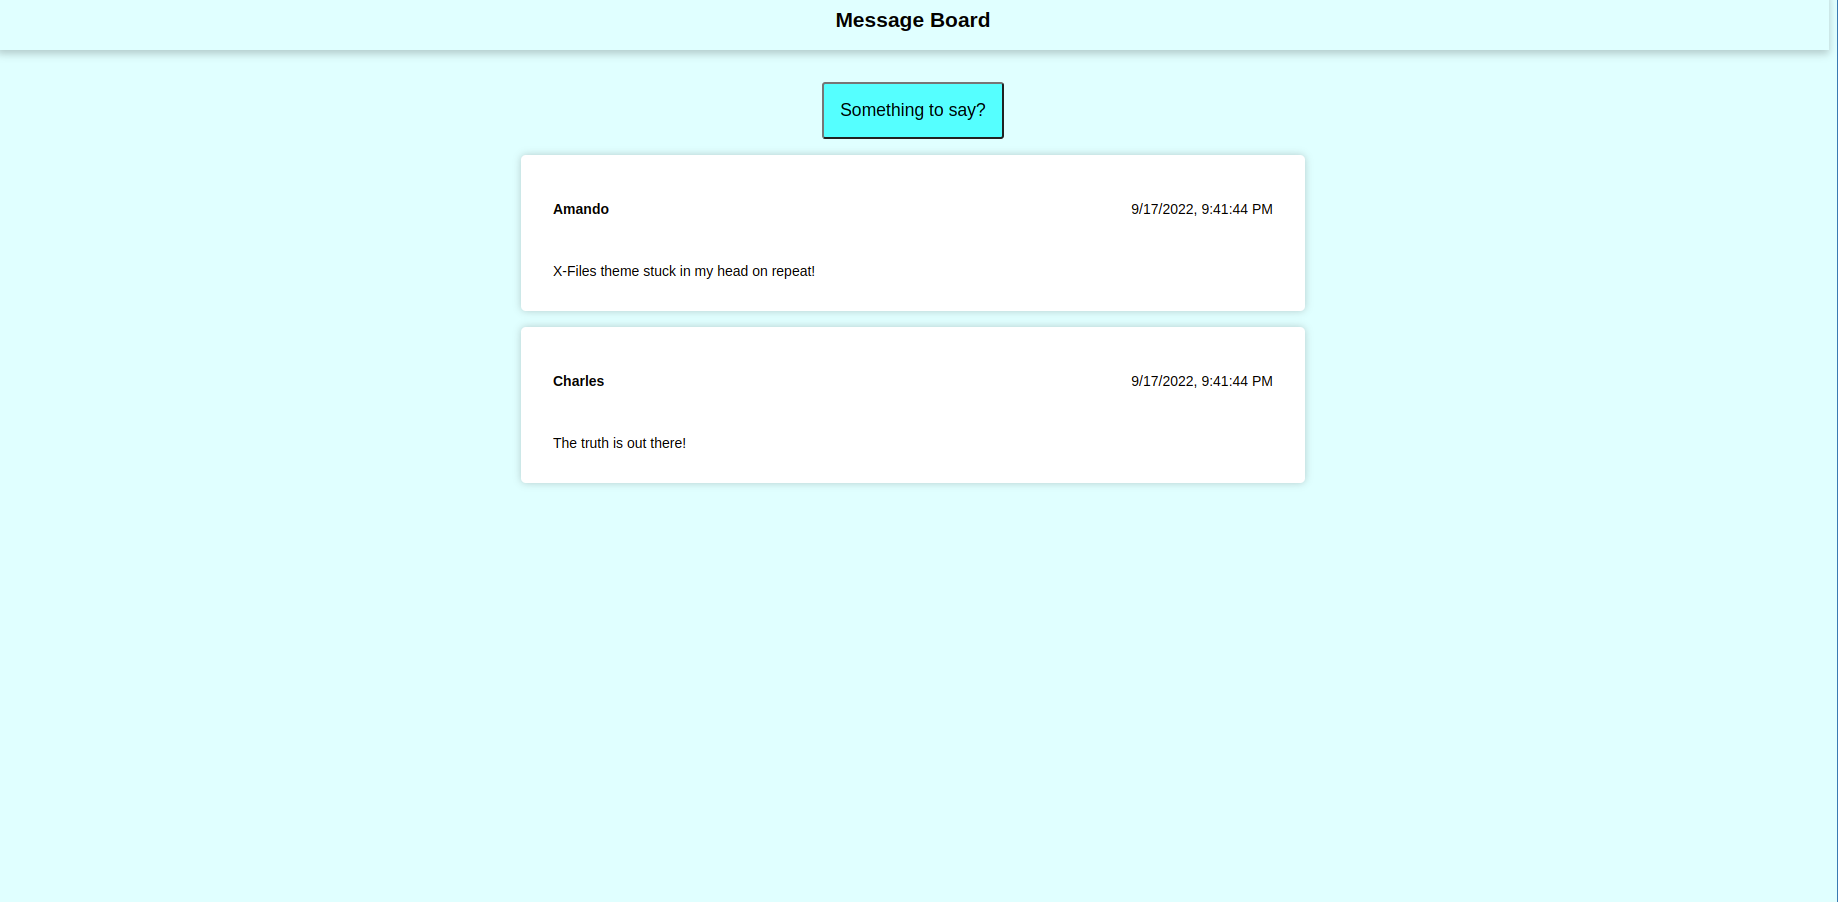 Message Board
Something to say?
Amando 9/17/2022, 9:41:44 PM
X-Files theme stuck in my head on repeat!
Charles 9/17/2022, 9:41:44 PM
The truth is out there!